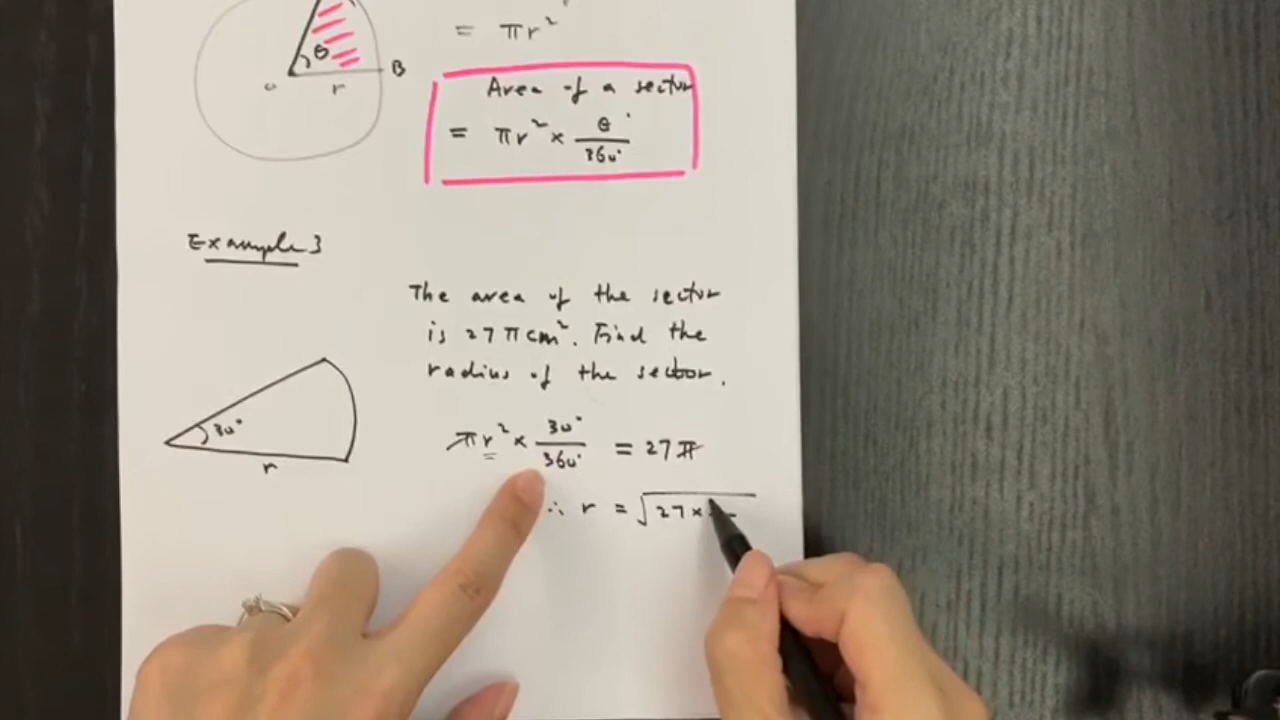 = πr²
θ
B
o
r
Area of a sector
= πr² × θ°/360°
Example 3
The area of the sector
is 27π cm². Find the
radius of the sector.
30°
r
πr² × 30°/360° = 27π
∴ r = √27×